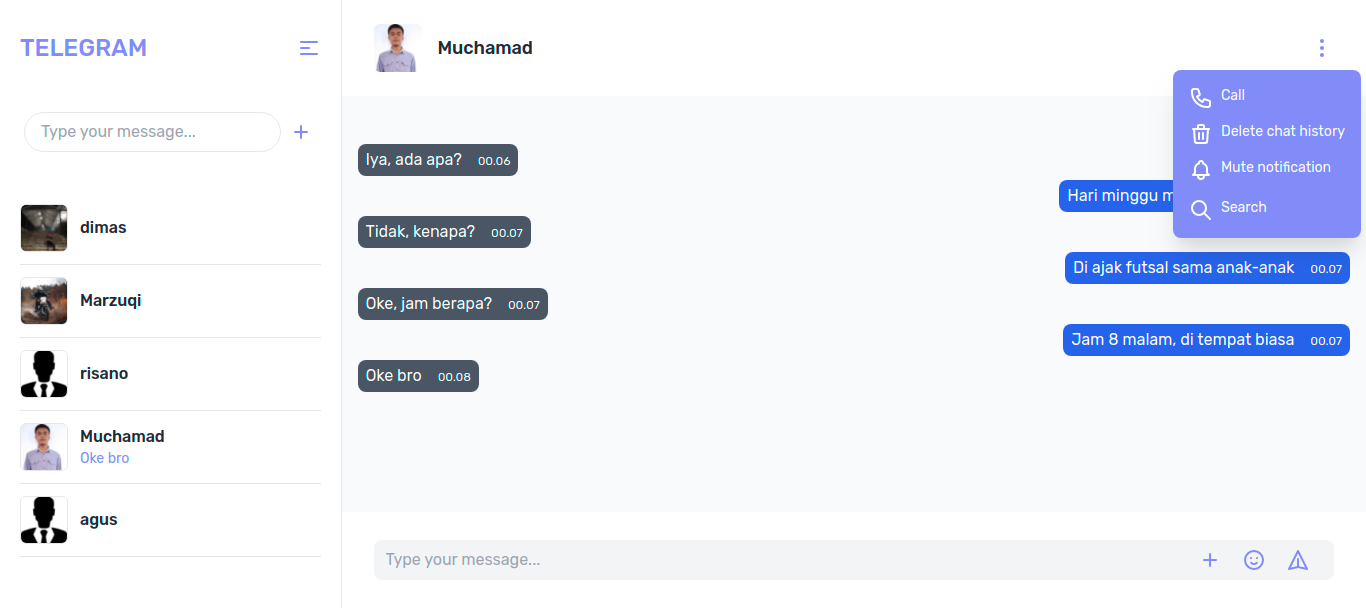 TELEGRAM
Type your message...
dimas
Marzuqi
risano
Muchamad
Oke bro
agus
Muchamad
Call
Delete chat history
Mute notification
Search
Iya, ada apa? 00.06
Hari minggu
Tidak, kenapa? 00.07
Di ajak futsal sama anak-anak 00.07
Oke, jam berapa? 00.07
Jam 8 malam, di tempat biasa 00.07
Oke bro 00.08
Type your message...